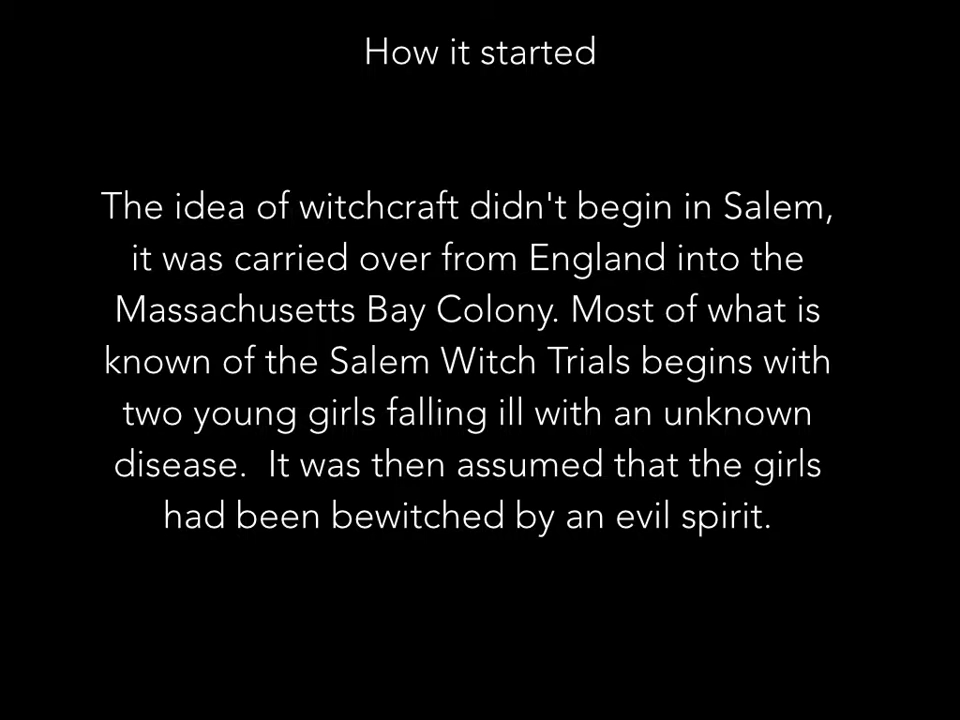 How it started
The idea of witchcraft didn't begin in Salem,
it was carried over from England into the
Massachusetts Bay Colony. Most of what is
known of the Salem Witch Trials begins with
two young girls falling ill with an unknown
disease.  It was then assumed that the girls
had been bewitched by an evil spirit.